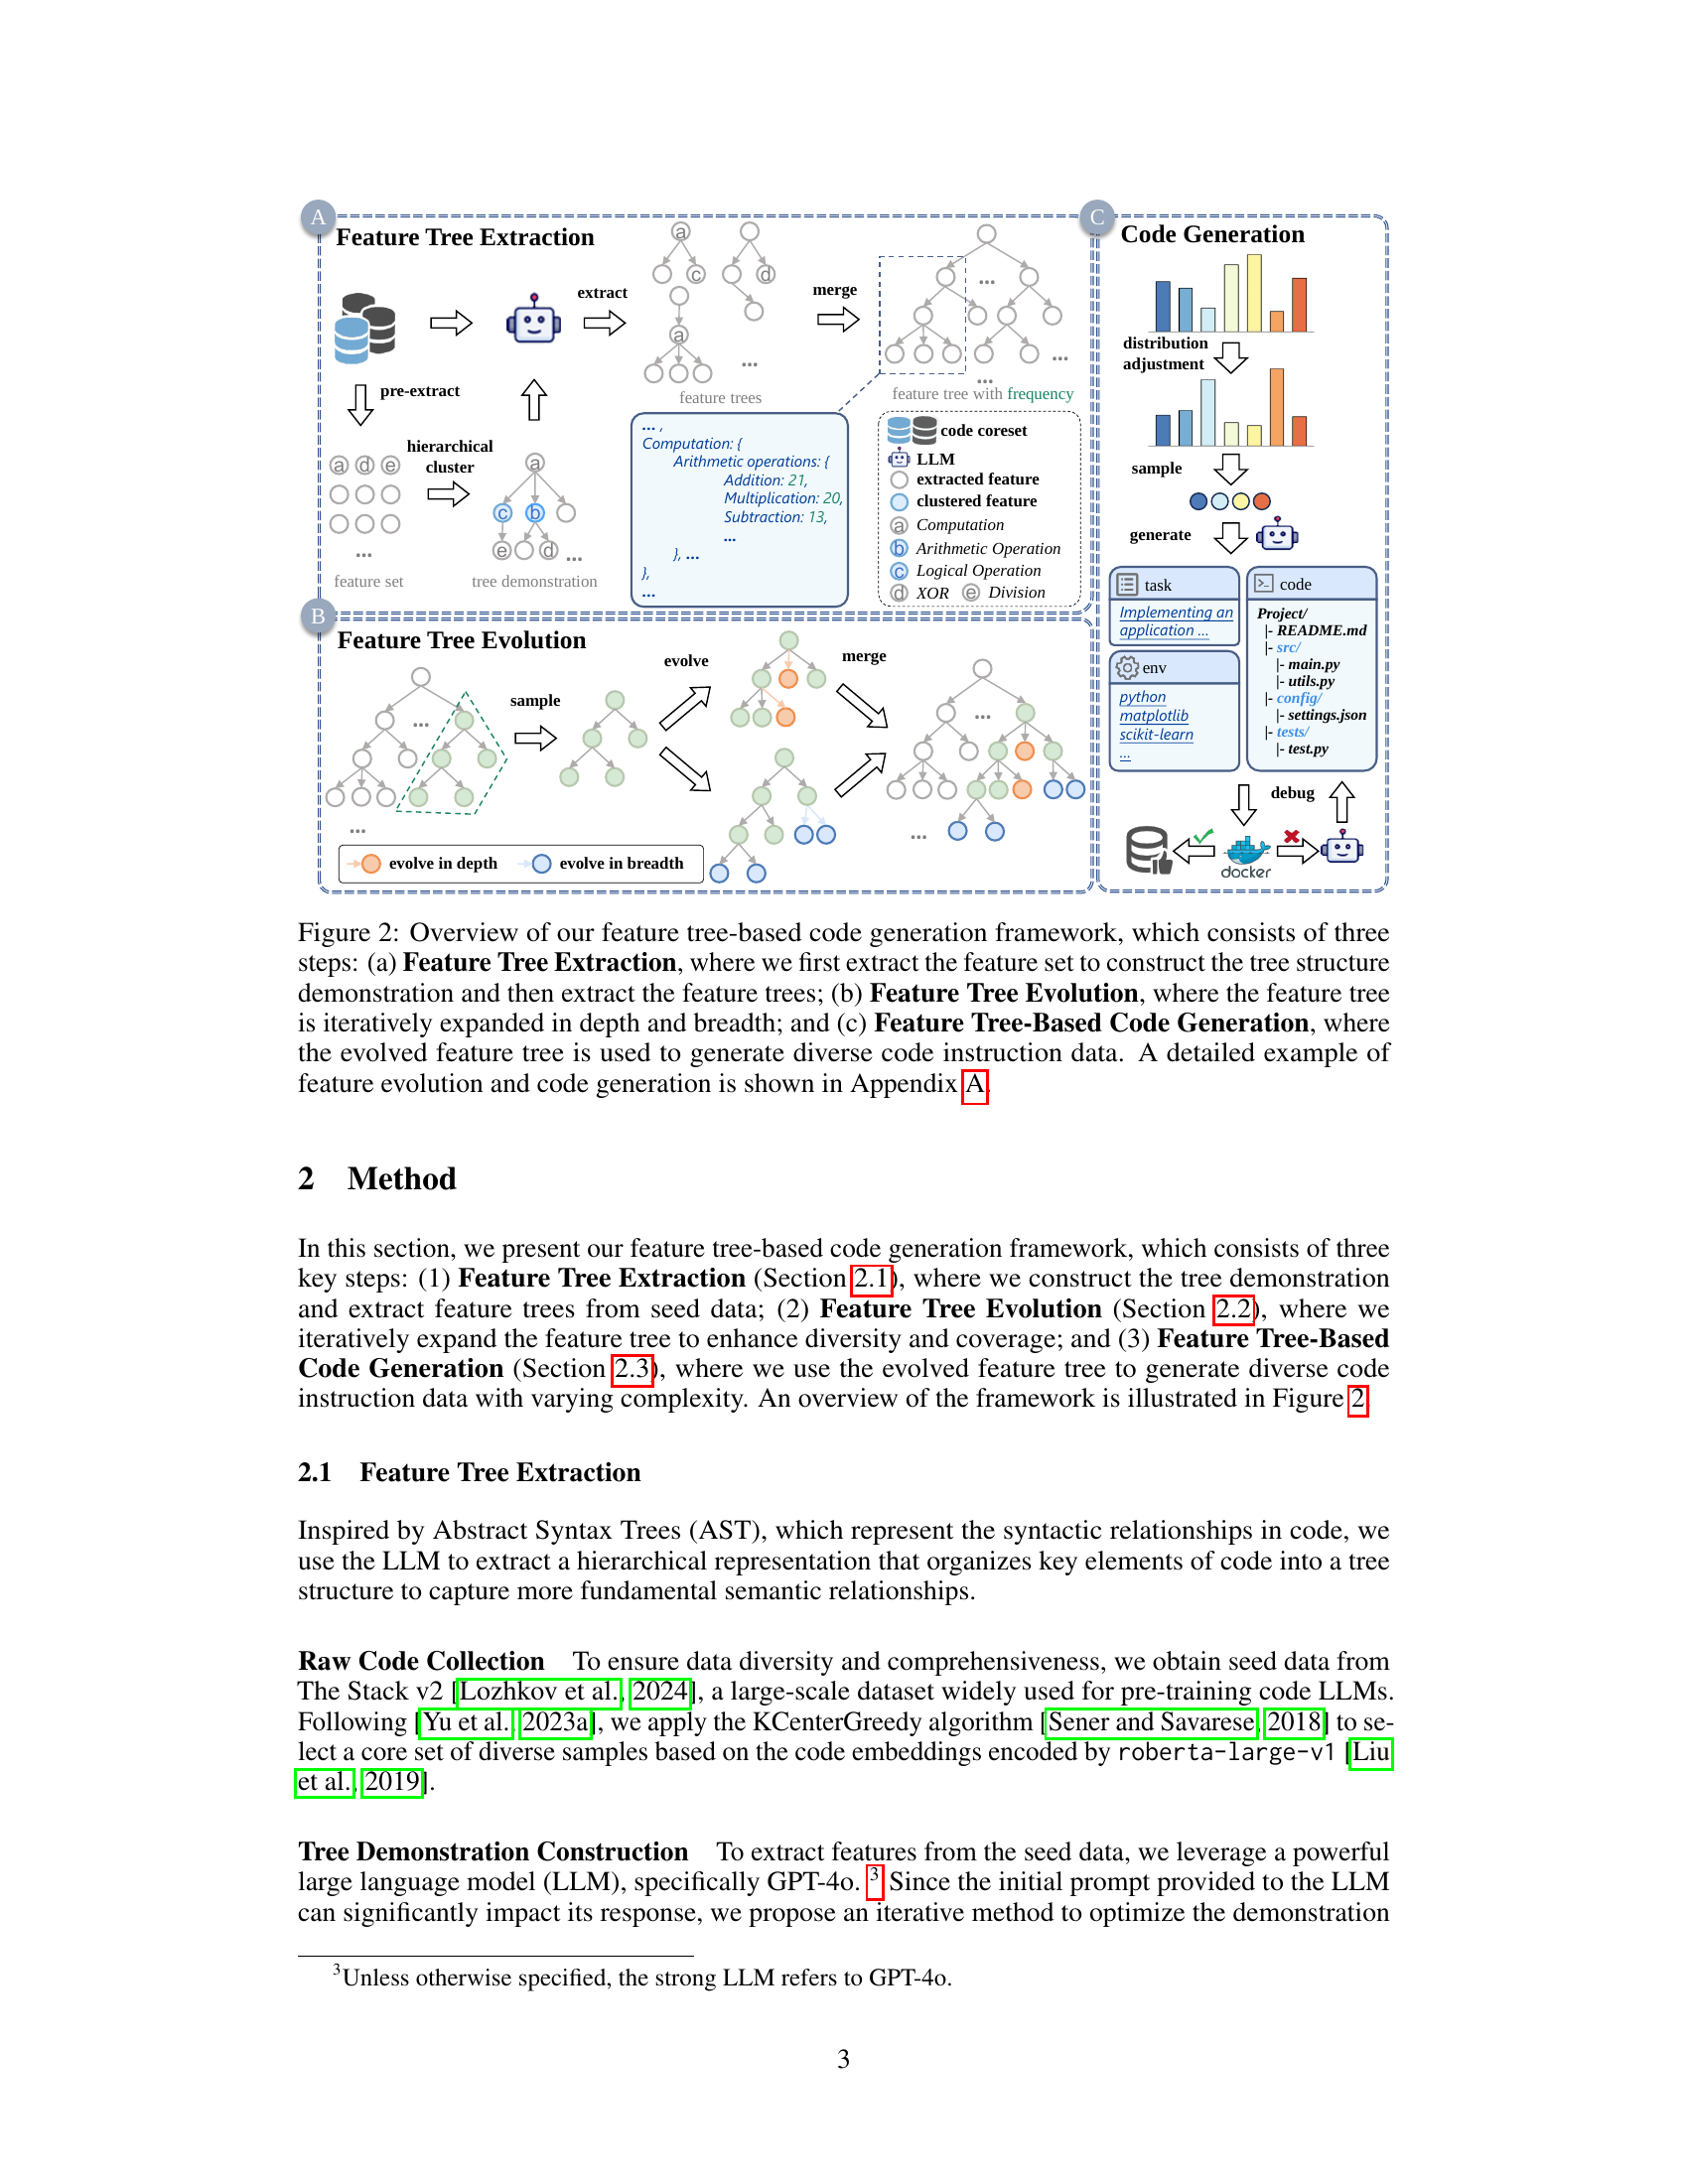 A
Feature Tree Extraction
extract
merge
pre-extract
hierarchical
cluster
a d e
feature set
a
c b
e d ...
tree demonstration
a
c
d
a
...
feature trees
...
...
...
feature tree with frequency
... ,
Computation: {
Arithmetic operations: {
Addition: 21,
Multiplication: 20,
Subtraction: 13,
...
}, ...
},
...
code coreset
LLM
extracted feature
clustered feature
a Computation
b Arithmetic Operation
c Logical Operation
d XOR e Division
B
Feature Tree Evolution
...
...
sample
evolve
merge
...
...
evolve in depth
evolve in breadth
C
Code Generation
distribution
adjustment
sample
generate
task
Implementing an
application ...
env
python
matplotlib
scikit-learn
...
code
Project/
|- README.md
|- src/
|- main.py
|- utils.py
|- config/
|- settings.json
|- tests/
|- test.py
debug
docker
Figure 2: Overview of our feature tree-based code generation framework, which consists of three
steps: (a) Feature Tree Extraction, where we first extract the feature set to construct the tree structure
demonstration and then extract the feature trees; (b) Feature Tree Evolution, where the feature tree
is iteratively expanded in depth and breadth; and (c) Feature Tree-Based Code Generation, where
the evolved feature tree is used to generate diverse code instruction data. A detailed example of
feature evolution and code generation is shown in Appendix A.
2 Method
In this section, we present our feature tree-based code generation framework, which consists of three
key steps: (1) Feature Tree Extraction (Section 2.1), where we construct the tree demonstration
and extract feature trees from seed data; (2) Feature Tree Evolution (Section 2.2), where we
iteratively expand the feature tree to enhance diversity and coverage; and (3) Feature Tree-Based
Code Generation (Section 2.3), where we use the evolved feature tree to generate diverse code
instruction data with varying complexity. An overview of the framework is illustrated in Figure 2.
2.1 Feature Tree Extraction
Inspired by Abstract Syntax Trees (AST), which represent the syntactic relationships in code, we
use the LLM to extract a hierarchical representation that organizes key elements of code into a tree
structure to capture more fundamental semantic relationships.
Raw Code Collection To ensure data diversity and comprehensiveness, we obtain seed data from
The Stack v2 [Lozhkov et al., 2024], a large-scale dataset widely used for pre-training code LLMs.
Following [Yu et al., 2023a], we apply the KCenterGreedy algorithm [Sener and Savarese, 2018] to se-
lect a core set of diverse samples based on the code embeddings encoded by roberta-large-v1 [Liu
et al., 2019].
Tree Demonstration Construction To extract features from the seed data, we leverage a powerful
large language model (LLM), specifically GPT-4o. 3 Since the initial prompt provided to the LLM
can significantly impact its response, we propose an iterative method to optimize the demonstration
3Unless otherwise specified, the strong LLM refers to GPT-4o.
3